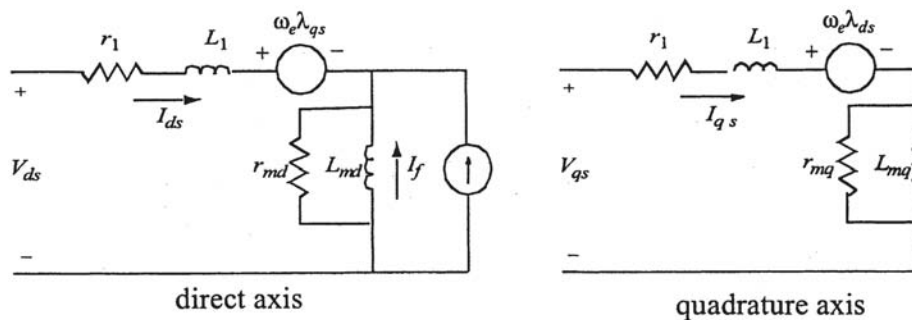 r₁
L₁
+
ωₑλqs
−
+
Ids
Vds
rmd
Lmd
If
−
direct axis
r₁
L₁
+
ωₑλds
+
Iqs
Vqs
rmq
Lmq
−
quadrature axis